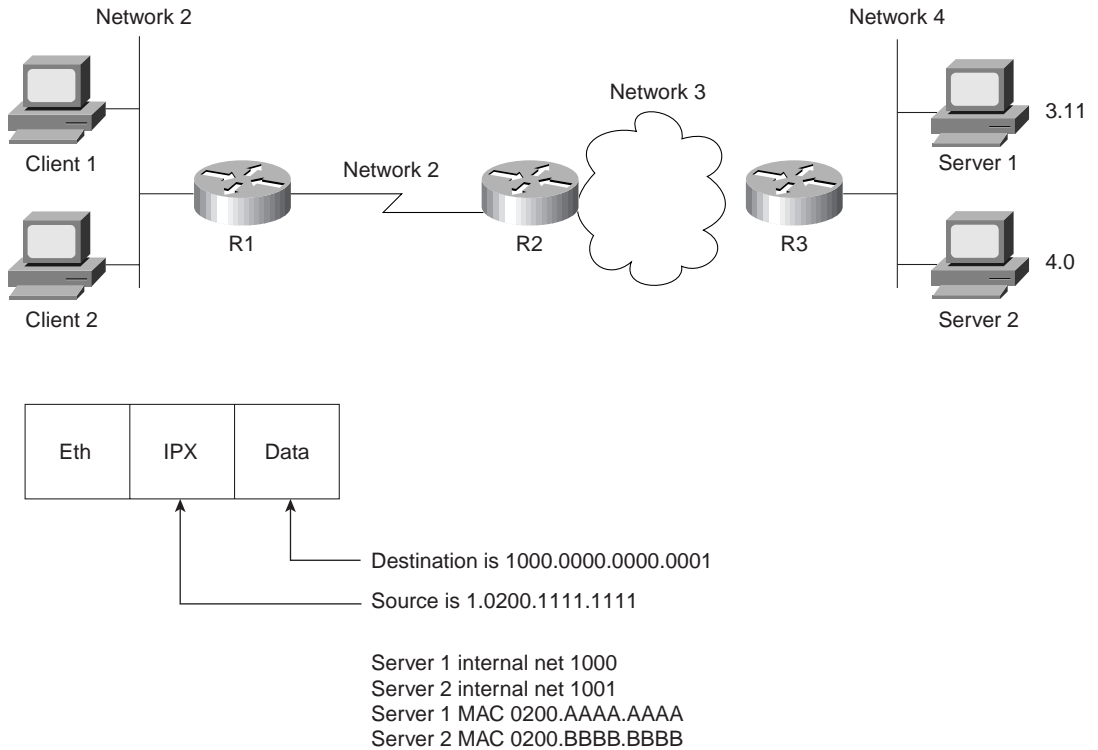 Network 2
Network 4
Network 3
3.11
Client 1
Server 1
Network 2
R1
R2
R3
4.0
Client 2
Server 2
Eth IPX Data
Destination is 1000.0000.0000.0001
Source is 1.0200.1111.1111
Server 1 internal net 1000
Server 2 internal net 1001
Server 1 MAC 0200.AAAA.AAAA
Server 2 MAC 0200.BBBB.BBBB